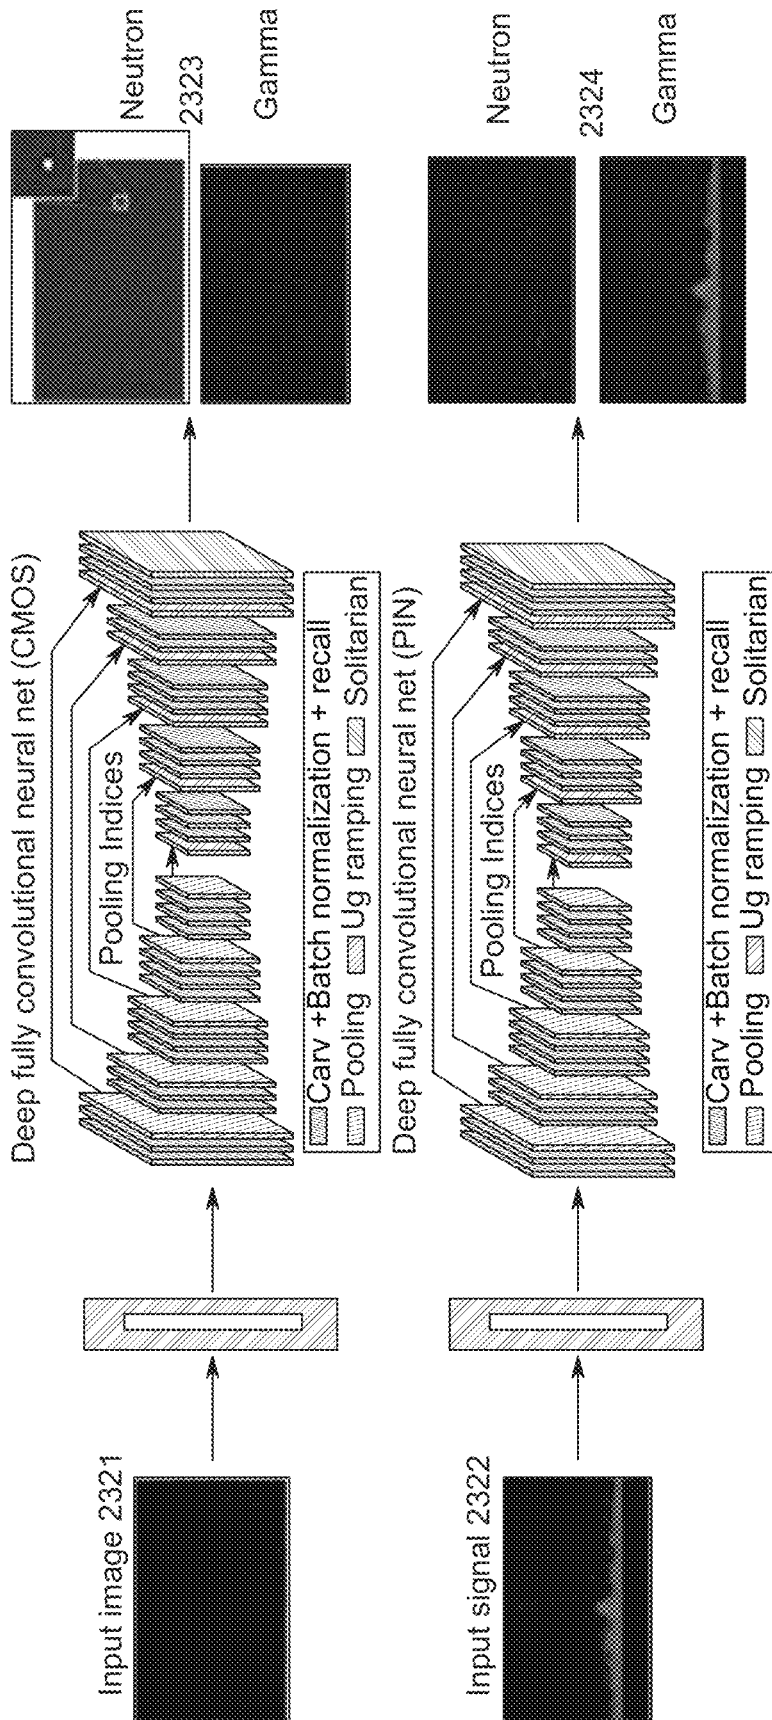 Input image 2321
Deep fully convolutional neural net (CMOS)
Pooling Indices
Carv +Batch normalization + recall
Pooling Ug ramping Solitarian
Neutron
2323
Gamma
Input signal 2322
Deep fully convolutional neural net (PIN)
Pooling Indices
Carv +Batch normalization + recall
Pooling Ug ramping Solitarian
Neutron
2324
Gamma